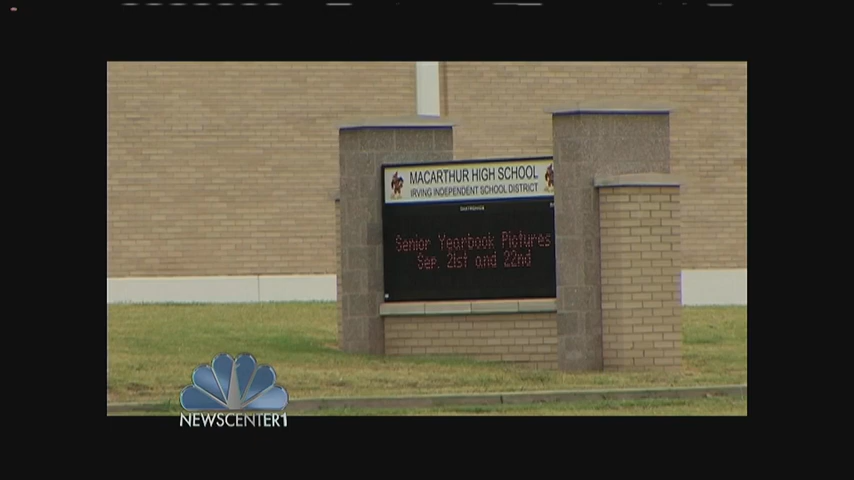 MACARTHUR HIGH SCHOOL
IRVING INDEPENDENT SCHOOL DISTRICT
Senior Yearbook Pictures
Sep. 21st and 22nd
NEWSCENTER1